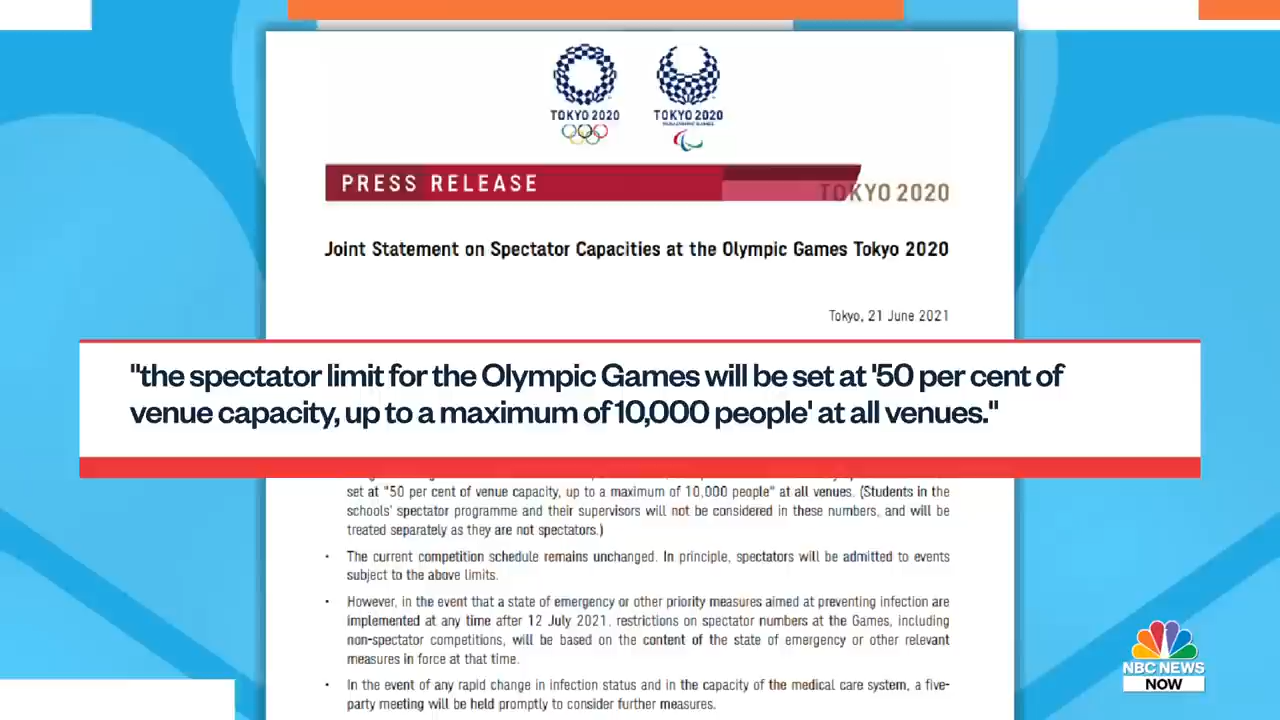 TOKYO 2020 TOKYO 2020
PRESS RELEASE
TOKYO 2020
Joint Statement on Spectator Capacities at the Olympic Games Tokyo 2020
Tokyo, 21 June 2021
"the spectator limit for the Olympic Games will be set at '50 per cent of
venue capacity, up to a maximum of 10,000 people' at all venues."
set at "50 per cent of venue capacity, up to a maximum of 10,000 people" at all venues. (Students in the
schools' spectator programme and their supervisors will not be considered in these numbers, and will be
treated separately as they are not spectators.)
• The current competition schedule remains unchanged. In principle, spectators will be admitted to events
subject to the above limits.
• However, in the event that a state of emergency or other priority measures aimed at preventing infection are
implemented at any time after 12 July 2021, restrictions on spectator numbers at the Games, including
non-spectator competitions, will be based on the content of the state of emergency or other relevant
measures in force at that time.
• In the event of any rapid change in infection status and in the capacity of the medical care system, a five-
party meeting will be held promptly to consider further measures.
NBC NEWS
NOW